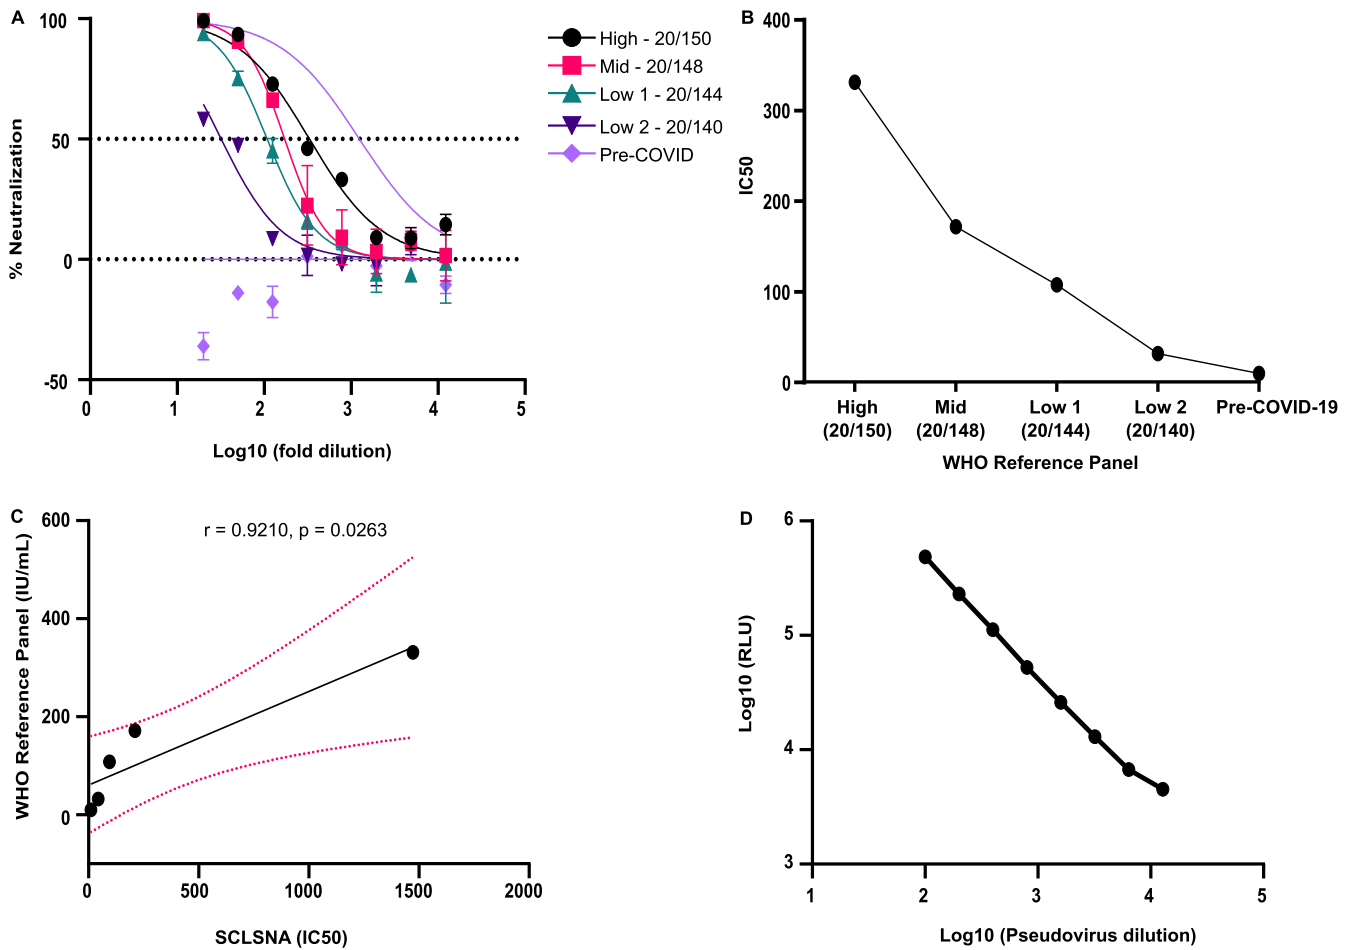 A
% Neutralization
100
50
0
-50
0 1 2 3 4 5
Log10 (fold dilution)
High - 20/150
Mid - 20/148
Low 1 - 20/144
Low 2 - 20/140
Pre-COVID
B
IC50
400
300
200
100
0
High Mid Low 1 Low 2 Pre-COVID-19
(20/150) (20/148) (20/144) (20/140)
WHO Reference Panel
C
WHO Reference Panel (IU/mL)
r = 0.9210, p = 0.0263
600
400
200
0
0 500 1000 1500 2000
SCLSNA (IC50)
D
Log10 (RLU)
6
5
4
3
1 2 3 4 5
Log10 (Pseudovirus dilution)